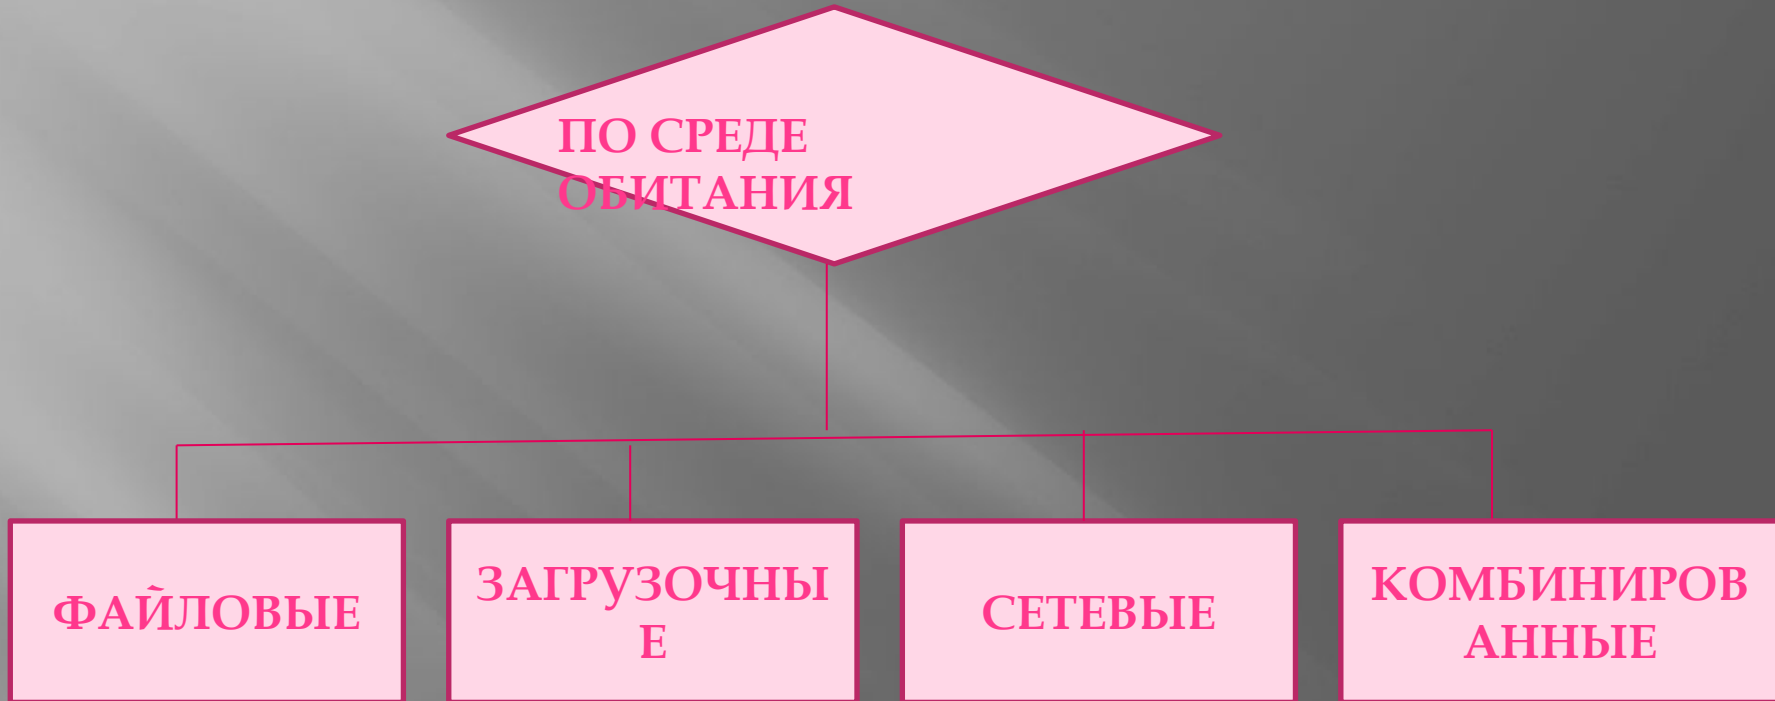 ПО СРЕДЕ
ОБИТАНИЯ
ФАЙЛОВЫЕ
ЗАГРУЗОЧНЫ
Е
СЕТЕВЫЕ
КОМБИНИРОВ
АННЫЕ